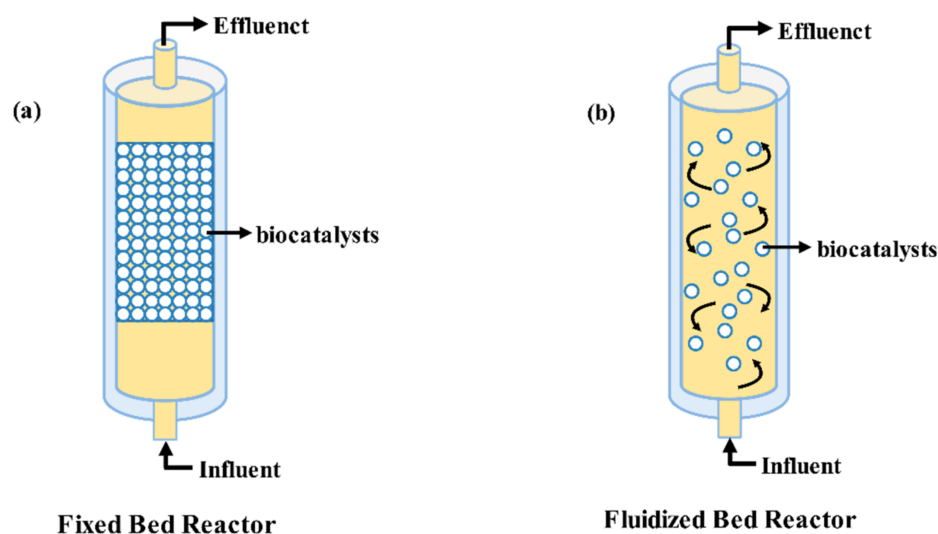 Effluenct
(a)
biocatalysts
Influent
Fixed Bed Reactor
Effluenct
(b)
biocatalysts
Influent
Fluidized Bed Reactor